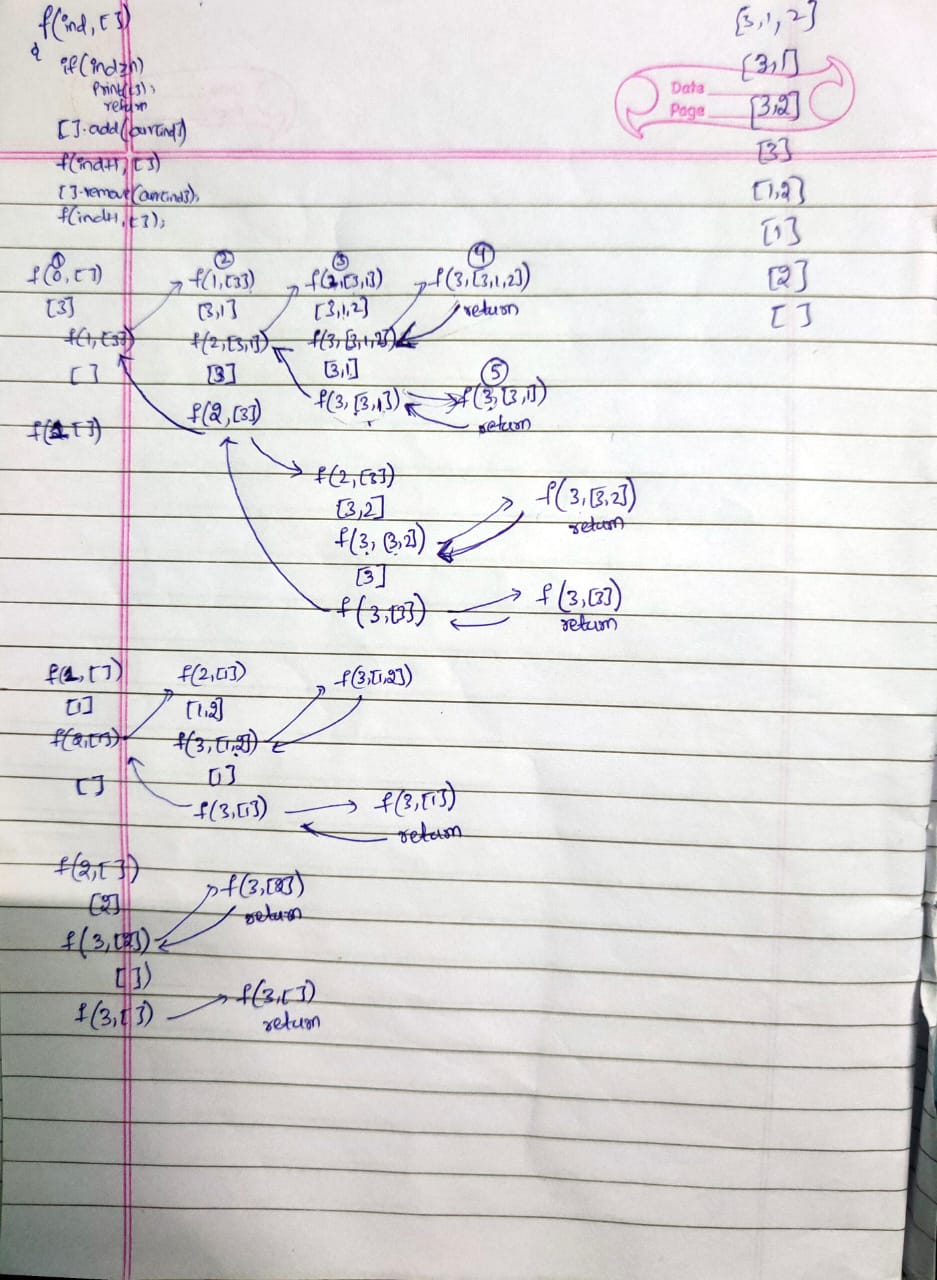 f(ind, [ ])
{
if(ind≥n)
print([ ]);
return
[ ].add(arr[ind])
f(ind+1, [ ])
[ ].remove(arr[ind]);
f(ind+1, [ ]);
[3,1,2]
[3,1]
Date
Page
[3,2]
[3]
[1,2]
[1]
[2]
[ ]
① ② ③ ④
f(0, [ ]) f(1,[3]) f(2,[3,1]) f(3,[3,1,2])
[3] [3,1] [3,1,2] return
f(1,[3]) f(2,[3,1]) f(3,[3,1,2])
[ ] [3] [3,1] ⑤
f(2,[3]) f(3,[3,1]) f(3,[3,1])
f(1,[ ]) return
f(2,[3])
[3,2] f(3,[3,2])
f(3,[3,2]) return
[3]
f(3,[3]) f(3,[3])
return
f(1,[ ]) f(2,[1]) f(3,[1,2])
[1] [1,2]
f(2,[1]) f(3,[1,2])
[ ] [1]
f(3,[1]) f(3,[1])
return
f(2,[ ]) f(3,[2])
[2] return
f(3,[2])
[ ])
f(3,[ ]) f(3,[ ])
return